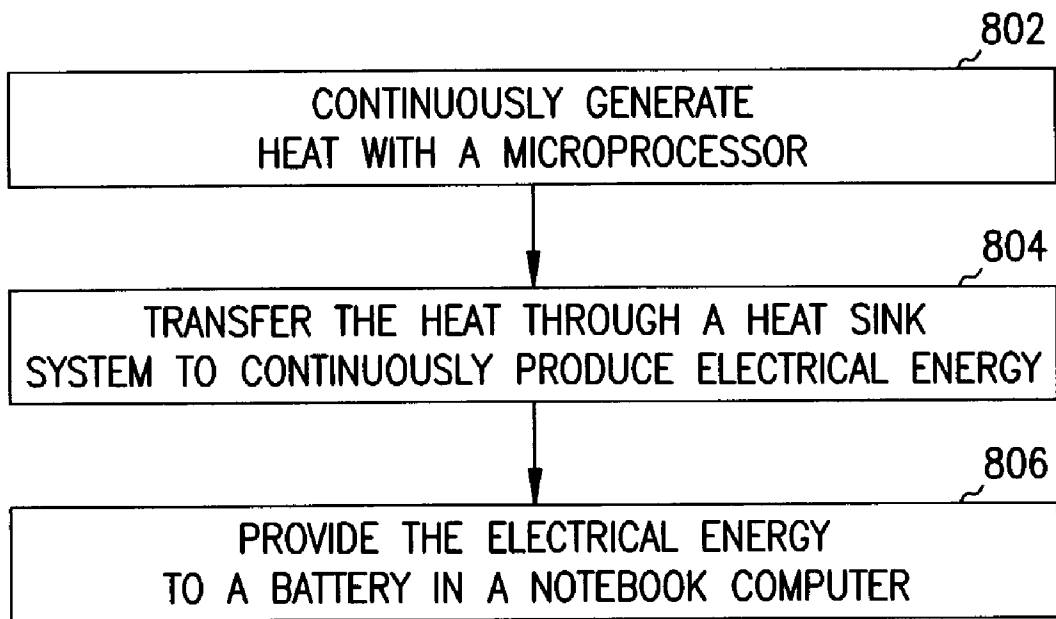 802
CONTINUOUSLY GENERATE
HEAT WITH A MICROPROCESSOR
804
TRANSFER THE HEAT THROUGH A HEAT SINK
SYSTEM TO CONTINUOUSLY PRODUCE ELECTRICAL ENERGY
806
PROVIDE THE ELECTRICAL ENERGY
TO A BATTERY IN A NOTEBOOK COMPUTER